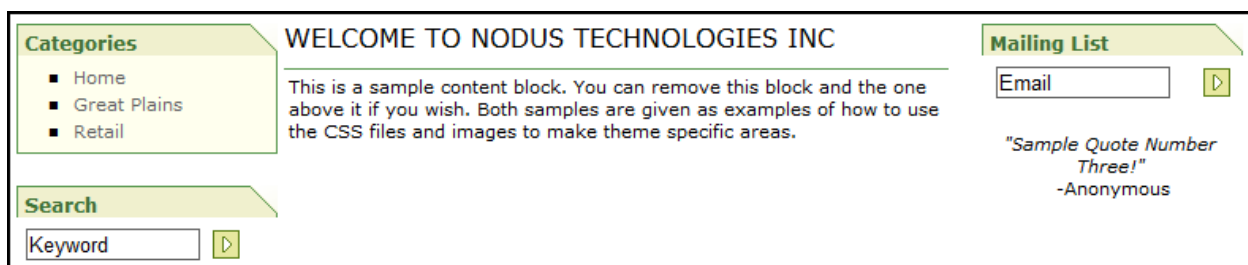 Categories
Home
Great Plains
Retail
Search
Keyword
WELCOME TO NODUS TECHNOLOGIES INC
This is a sample content block. You can remove this block and the one
above it if you wish. Both samples are given as examples of how to use
the CSS files and images to make theme specific areas.
Mailing List
Email
"Sample Quote Number
Three!"
-Anonymous